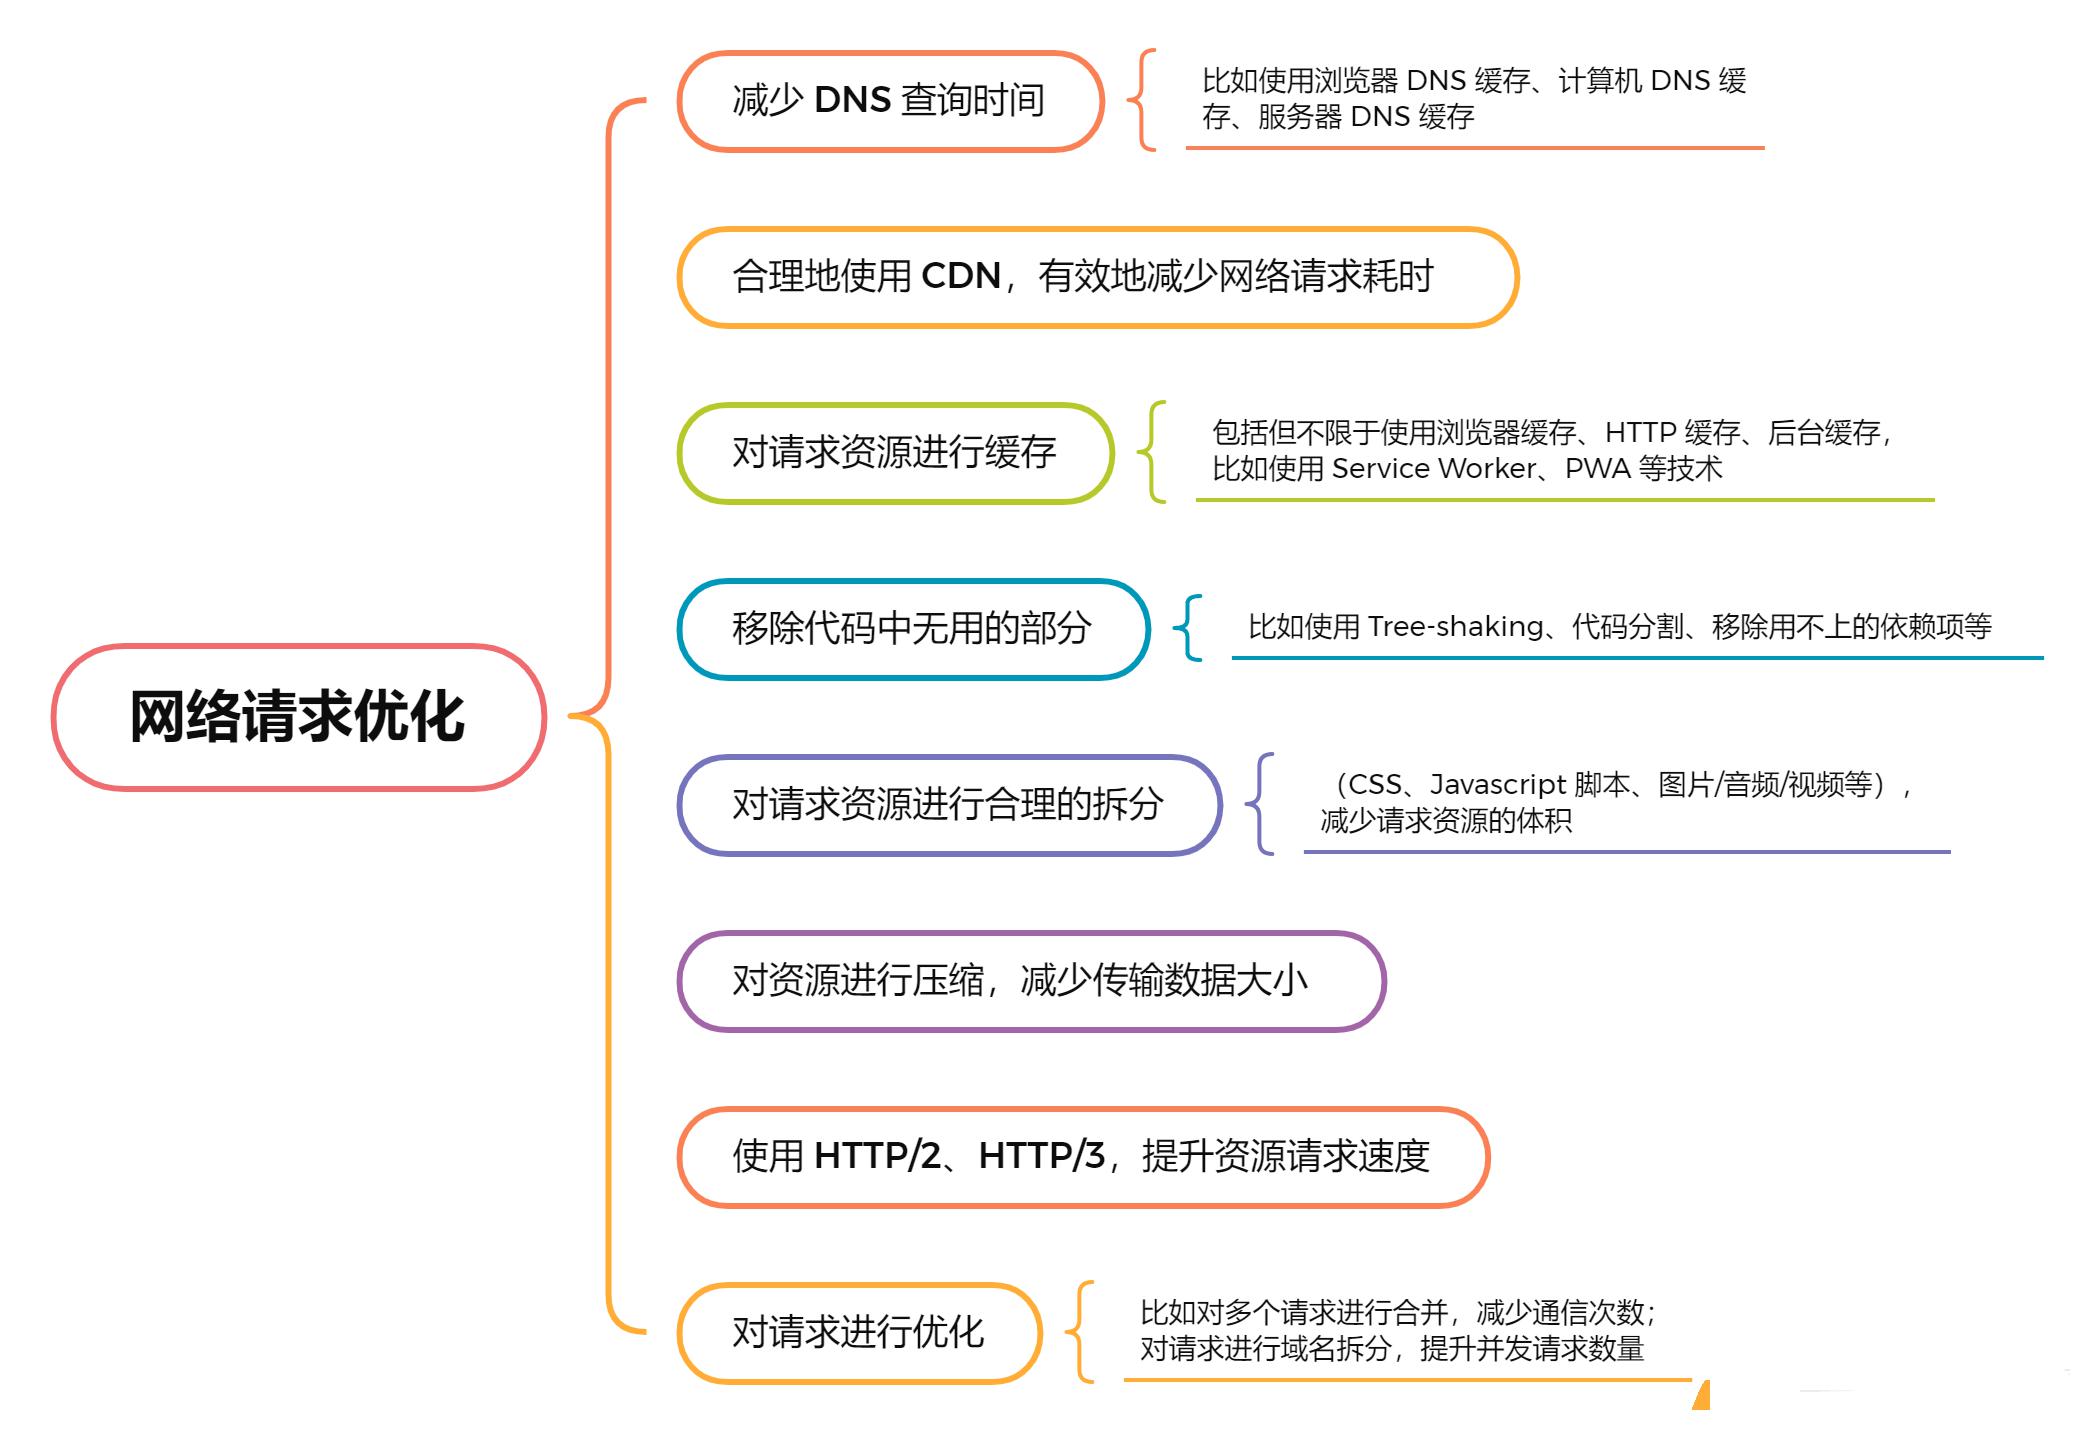 减少 DNS 查询时间
比如使用浏览器 DNS 缓存、计算机 DNS 缓
存、服务器 DNS 缓存
合理地使用 CDN，有效地减少网络请求耗时
对请求资源进行缓存
包括但不限于使用浏览器缓存、HTTP 缓存、后台缓存，
比如使用 Service Worker、PWA 等技术
移除代码中无用的部分
比如使用 Tree-shaking、代码分割、移除用不上的依赖项等
网络请求优化
对请求资源进行合理的拆分
（CSS、Javascript 脚本、图片/音频/视频等），
减少请求资源的体积
对资源进行压缩，减少传输数据大小
使用 HTTP/2、HTTP/3，提升资源请求速度
对请求进行优化
比如对多个请求进行合并，减少通信次数；
对请求进行域名拆分，提升并发请求数量